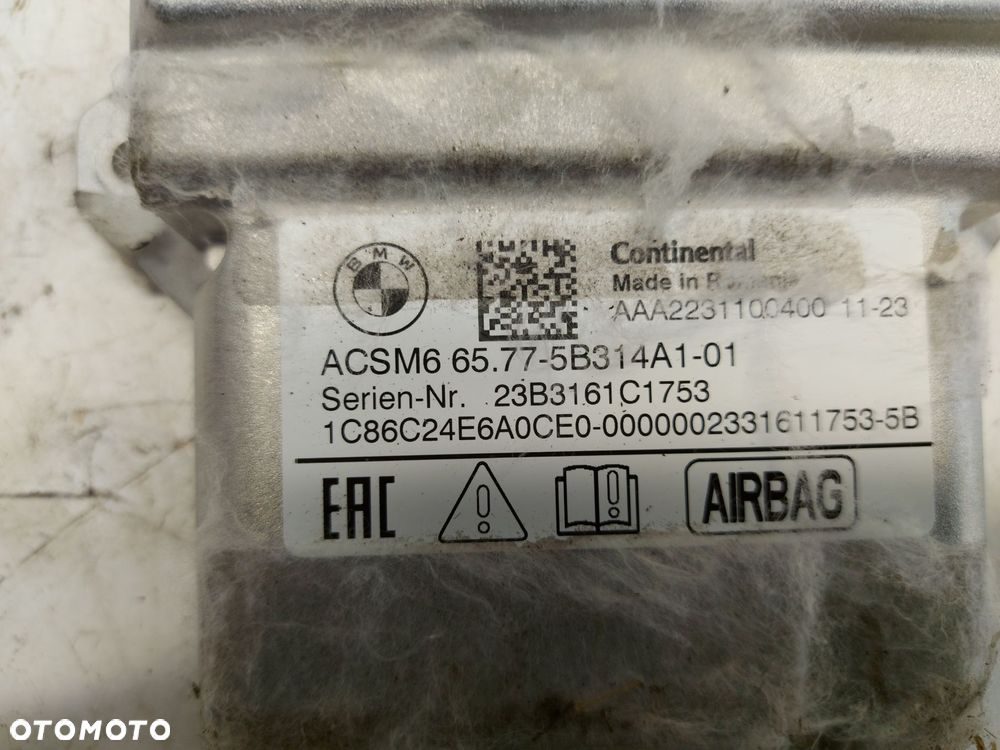 BMW
Continental
Made in
AAA2231100400 11-23
ACSM6 65.77-5B314A1-01
Serien-Nr. 23B3161C1753
1C86C24E6A0CE0-0000002331611753-5B
EAC
AIRBAG
OTOMOTO